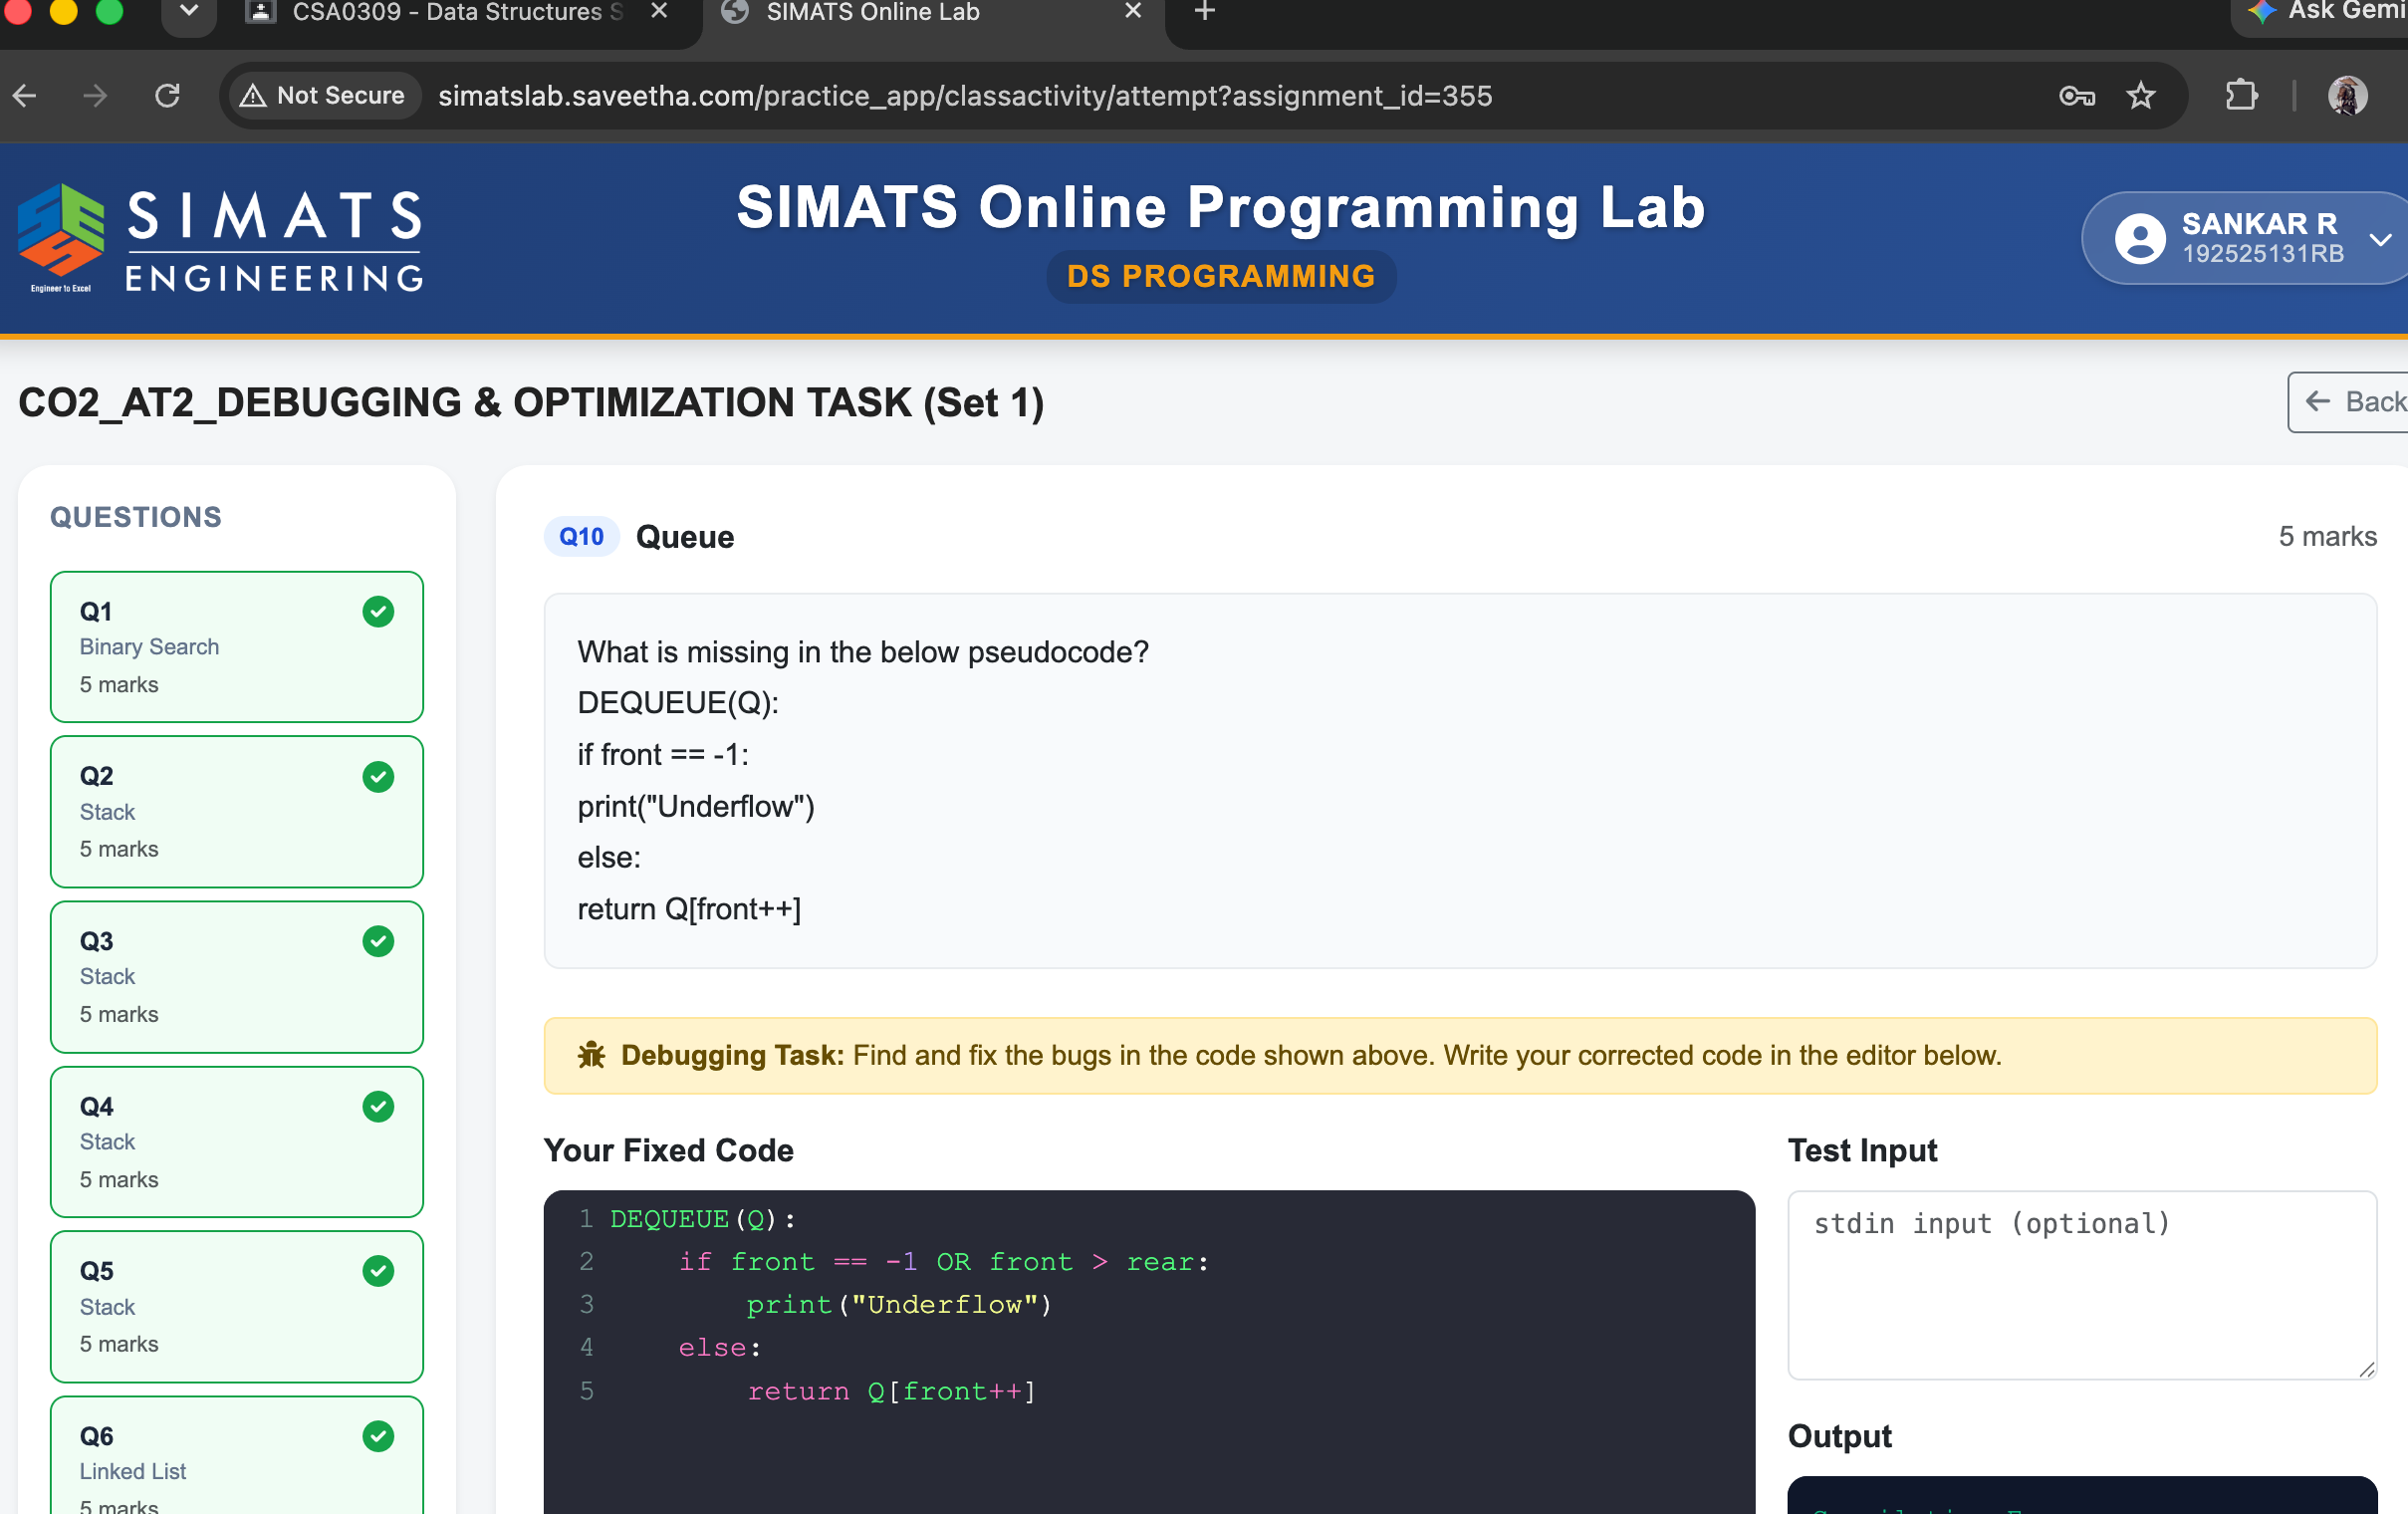 CSA0309 - Data Structures S
SIMATS Online Lab
Ask Gemi
Not Secure
simatslab.saveetha.com/practice_app/classactivity/attempt?assignment_id=355
SIMATS
ENGINEERING
Engineer to Excel
SIMATS Online Programming Lab
DS PROGRAMMING
SANKAR R
192525131RB
CO2_AT2_DEBUGGING & OPTIMIZATION TASK (Set 1)
Back
QUESTIONS
Q1
Binary Search
5 marks
Q2
Stack
5 marks
Q3
Stack
5 marks
Q4
Stack
5 marks
Q5
Stack
5 marks
Q6
Linked List
5 marks
Q10 Queue
5 marks
What is missing in the below pseudocode?
DEQUEUE(Q):
if front == -1:
print("Underflow")
else:
return Q[front++]
Debugging Task: Find and fix the bugs in the code shown above. Write your corrected code in the editor below.
Your Fixed Code
1 DEQUEUE(Q):
2     if front == -1 OR front > rear:
3         print("Underflow")
4     else:
5         return Q[front++]
Test Input
stdin input (optional)
Output